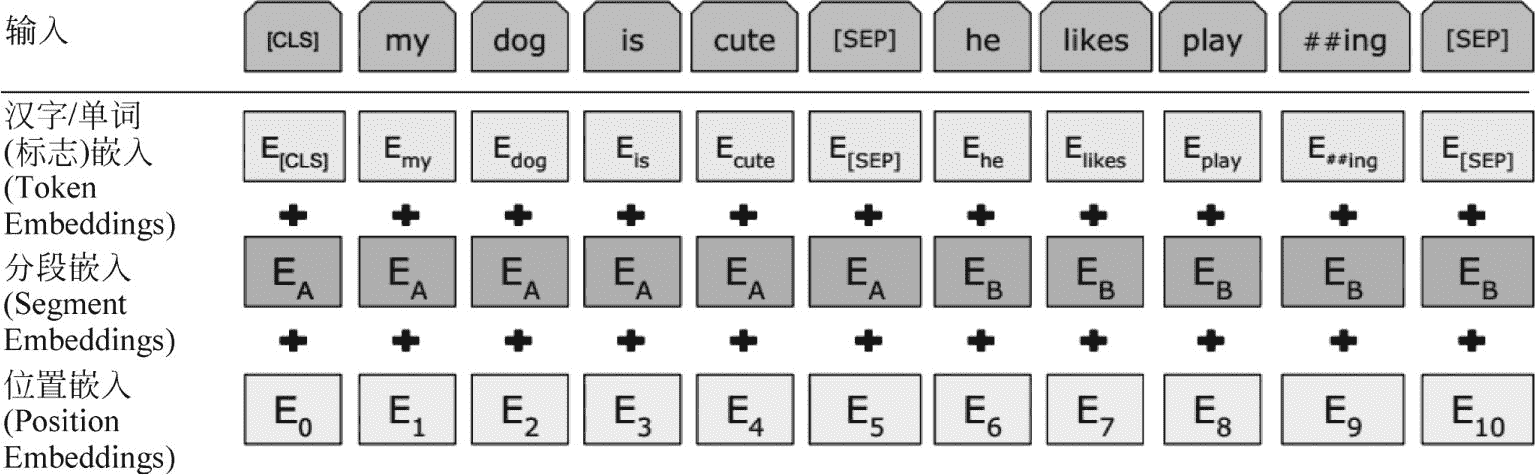 输入 [CLS] my dog is cute [SEP] he likes play ##ing [SEP]
汉字/单词
(标志)嵌入
(Token
Embeddings)
E[CLS] Emy Edog Eis Ecute E[SEP] Ehe Elikes Eplay E##ing E[SEP]
+ + + + + + + + + + +
分段嵌入
(Segment
Embeddings)
EA EA EA EA EA EA EB EB EB EB EB
+ + + + + + + + + + +
位置嵌入
(Position
Embeddings)
E0 E1 E2 E3 E4 E5 E6 E7 E8 E9 E10